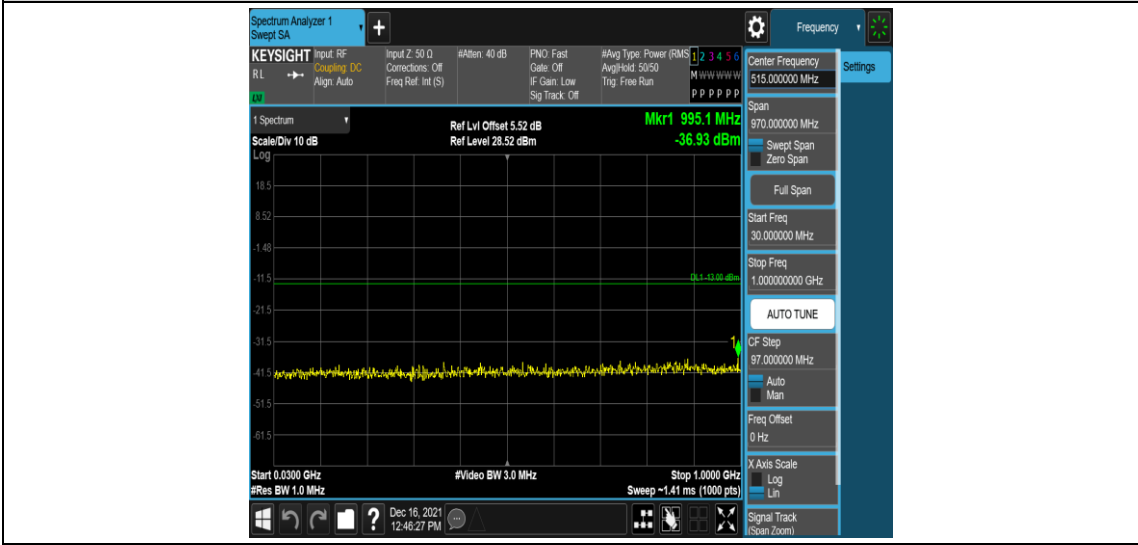 Spectrum Analyzer 1
Swept SA
+
Frequency
KEYSIGHT
RL
LM
Input: RF
Coupling: DC
Align: Auto
Input Z: 50 Ω
Corrections: Off
Freq Ref: Int (S)
#Atten: 40 dB
PNO: Fast
Gate: Off
IF Gain: Low
Sig Track: Off
#Avg Type: Power (RMS
Avg|Hold: 50/50
Trig: Free Run
1 2 3 4 5 6
M W W W W W
P P P P P P
1 Spectrum
Scale/Div 10 dB
Log
Ref Lvl Offset 5.52 dB
Ref Level 28.52 dBm
Mkr1 995.1 MHz
-36.93 dBm
18.5
8.52
-1.48
-11.5
DL1 -13.00 dBm
-21.5
-31.5
1
-41.5
-51.5
-61.5
Start 0.0300 GHz
#Res BW 1.0 MHz
#Video BW 3.0 MHz
Stop 1.0000 GHz
Sweep ~1.41 ms (1000 pts)
?
Dec 16, 2021
12:46:27 PM
Center Frequency
515.000000 MHz
Settings
Span
970.000000 MHz
Swept Span
Zero Span
Full Span
Start Freq
30.000000 MHz
Stop Freq
1.000000000 GHz
AUTO TUNE
CF Step
97.000000 MHz
Auto
Man
Freq Offset
0 Hz
X Axis Scale
Log
Lin
Signal Track
(Span Zoom)